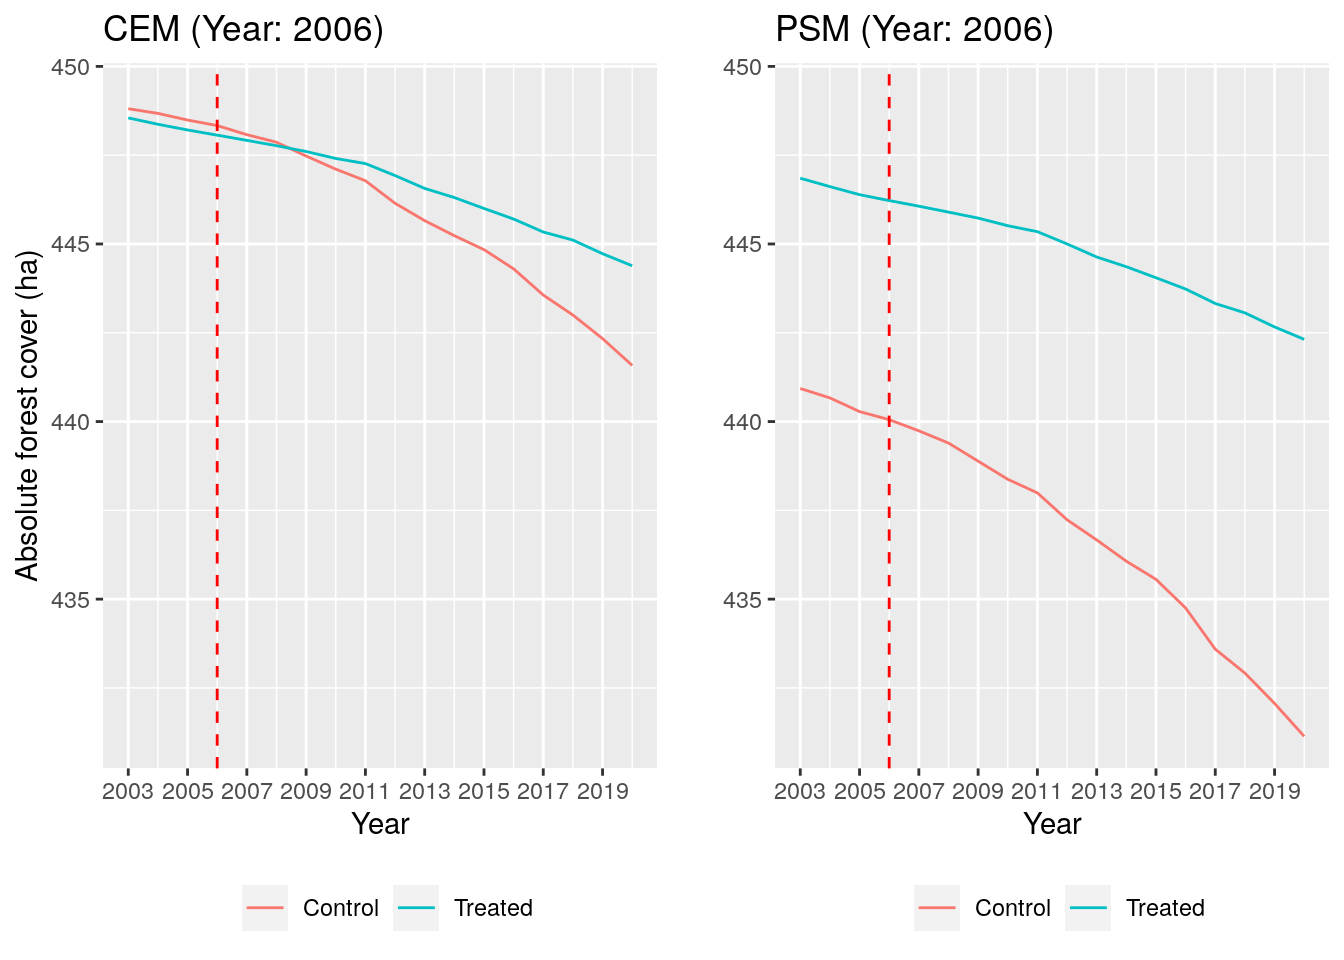 CEM (Year: 2006)
Absolute forest cover (ha)
450
445
440
435
2003 2005 2007 2009 2011 2013 2015 2017 2019
Year
Control Treated
PSM (Year: 2006)
450
445
440
435
2003 2005 2007 2009 2011 2013 2015 2017 2019
Year
Control Treated